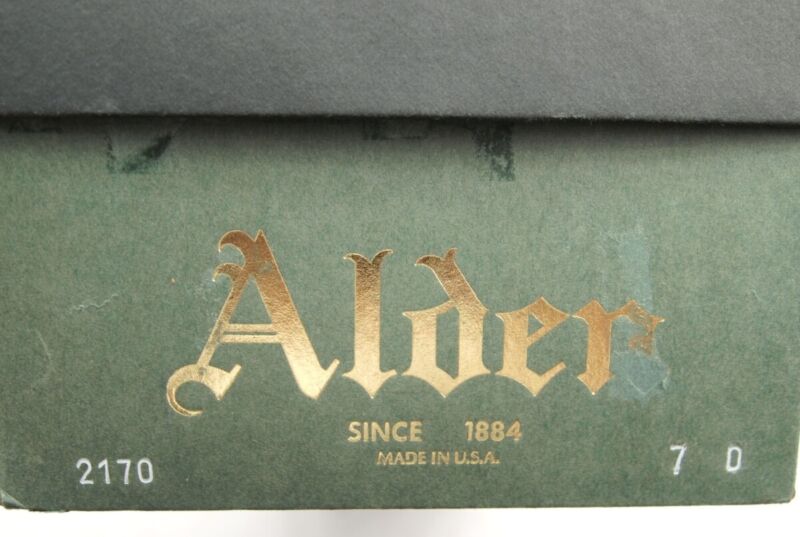 Alder
SINCE 1884
MADE IN U.S.A.
2170 7 D